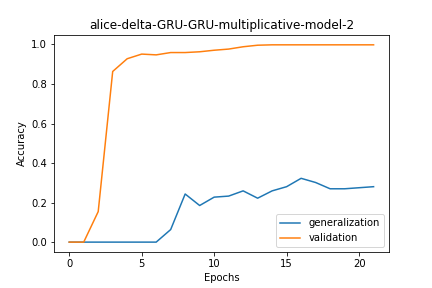 alice-delta-GRU-GRU-multiplicative-model-2
Accuracy
1.0
0.8
0.6
0.4
0.2
0.0
0 5 10 15 20
Epochs
generalization
validation